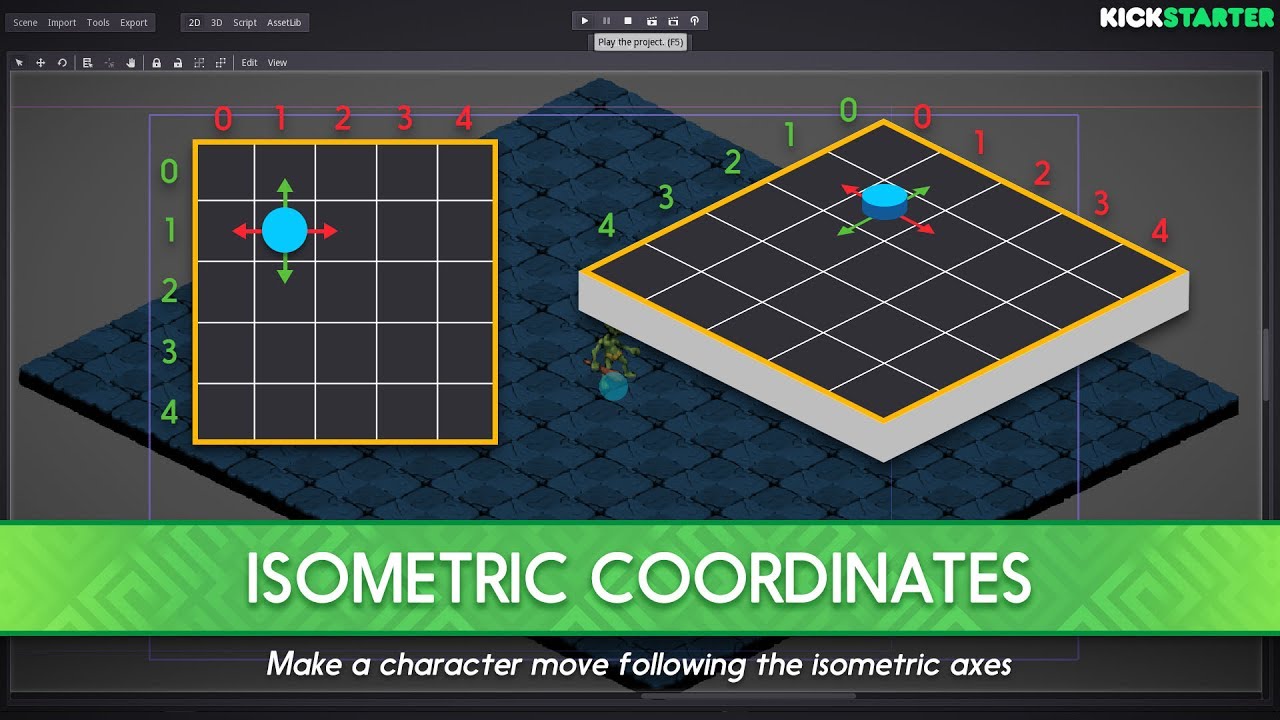 Scene Import Tools Export 2D 3D Script AssetLib
KICKSTARTER
Play the project. (F5)
Edit View
0 1 2 3 4
0
1
2
3
4
0 1 2 3 4
0
1
2
3
4
ISOMETRIC COORDINATES
Make a character move following the isometric axes